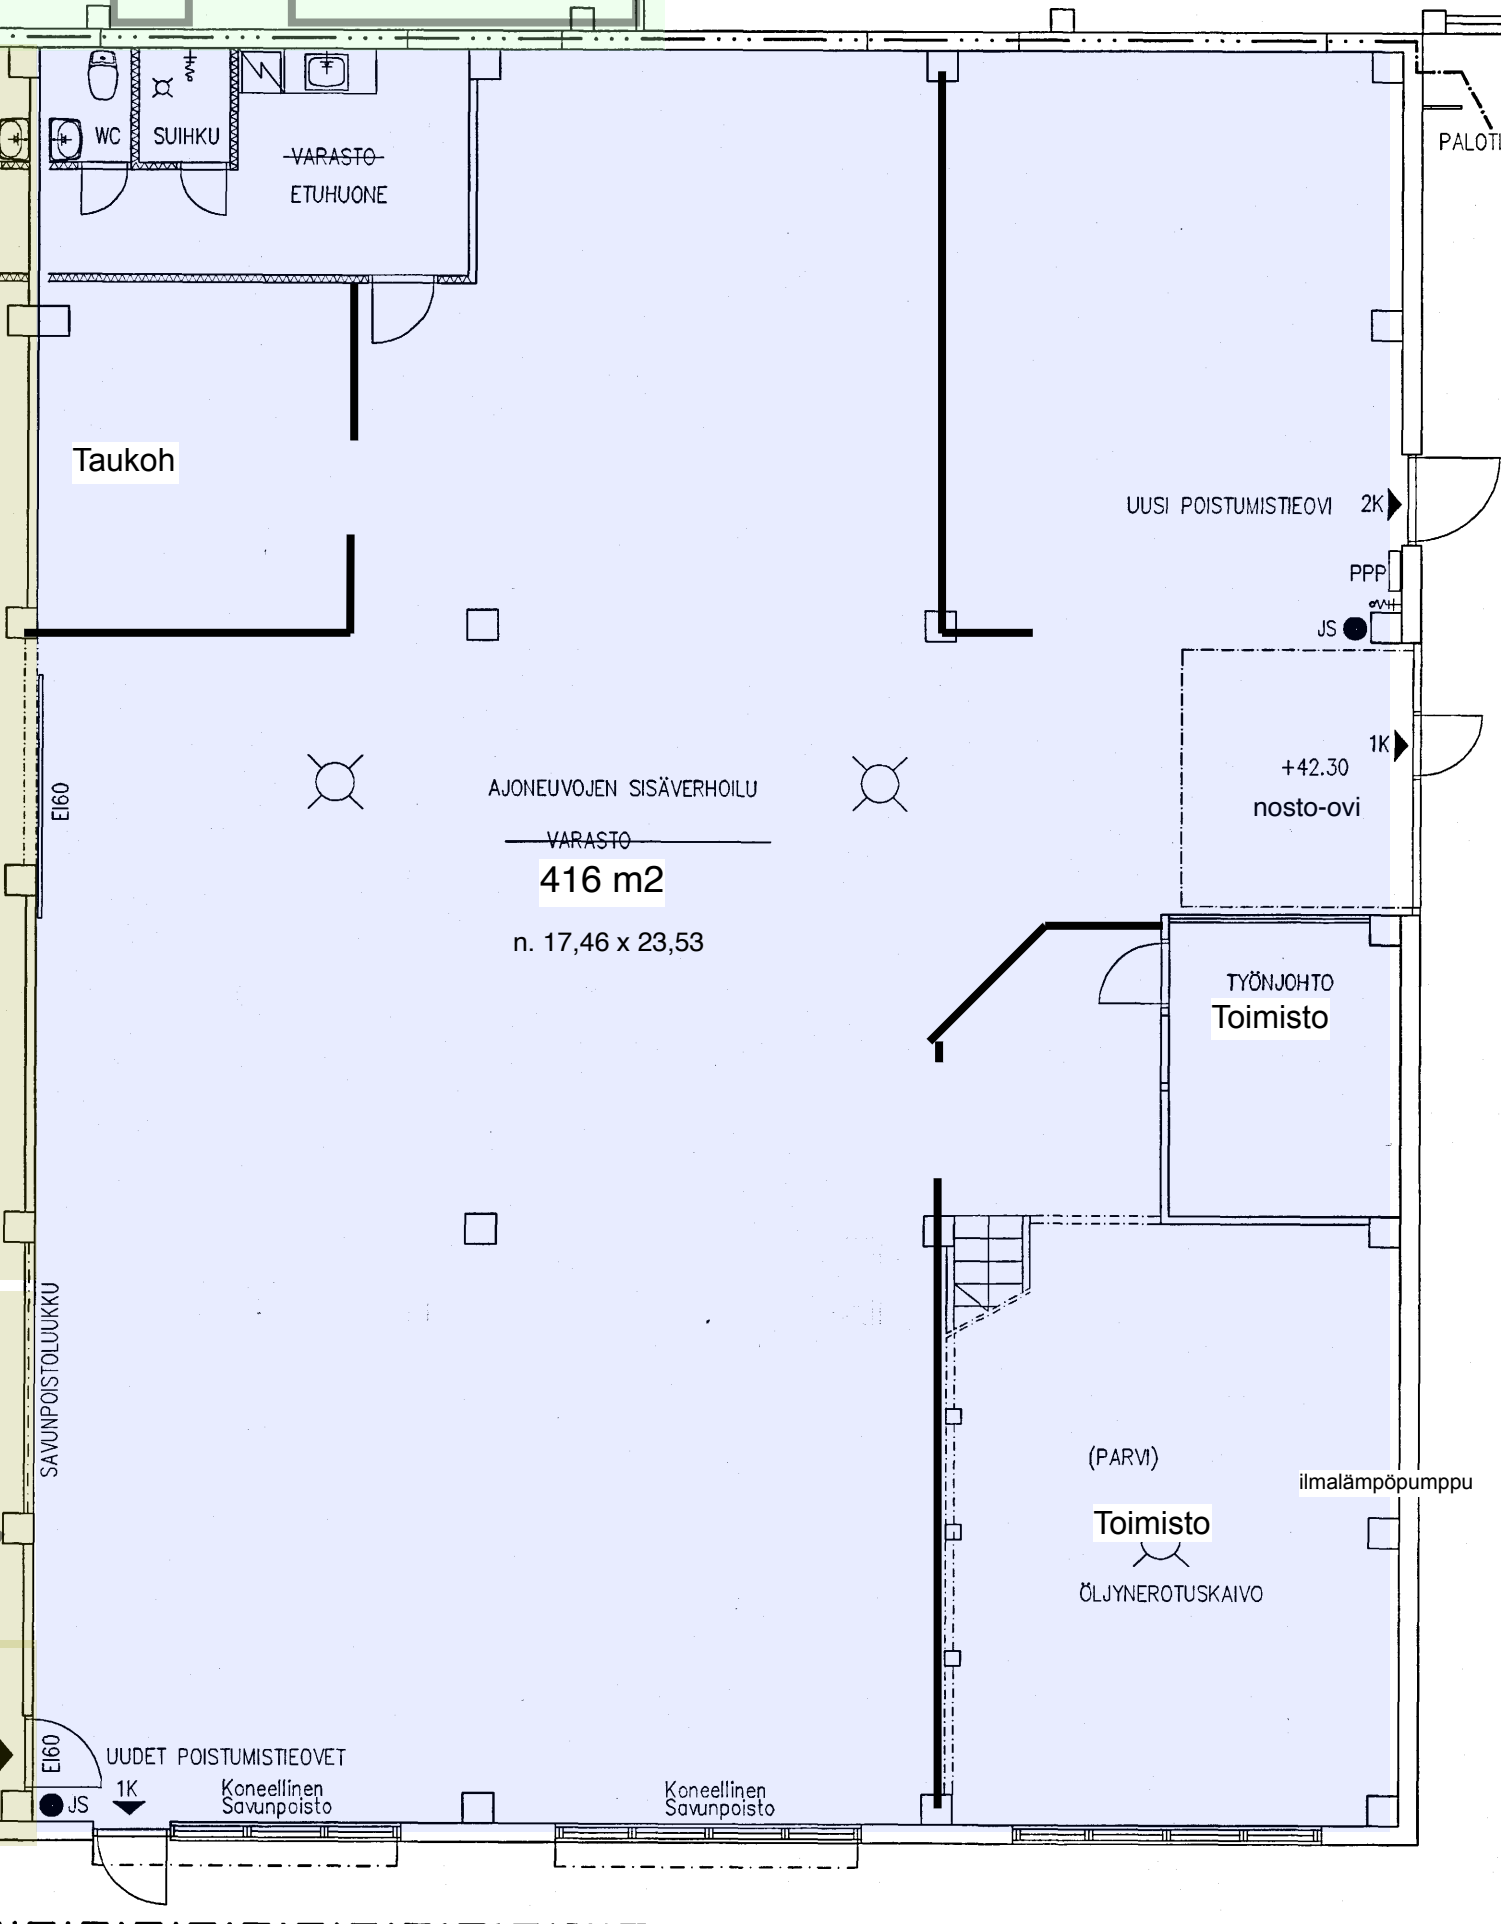 WC
SUIHKU
VARASTO
ETUHUONE
Taukoh
UUSI POISTUMISTIEOVI 2K
PPP
JS
1K
+42.30
nosto-ovi
EI60
AJONEUVOJEN SISÄVERHOILU
VARASTO
416 m2
n. 17,46 x 23,53
TYÖNJOHTO
Toimisto
SAVUNPOISTOLUUKKU
(PARVI)
ilmalämpöpumppu
Toimisto
ÖLJYNEROTUSKAIVO
EI60
UUDET POISTUMISTIEOVET
1K
JS
Koneellinen
Savunpoisto
Koneellinen
Savunpoisto